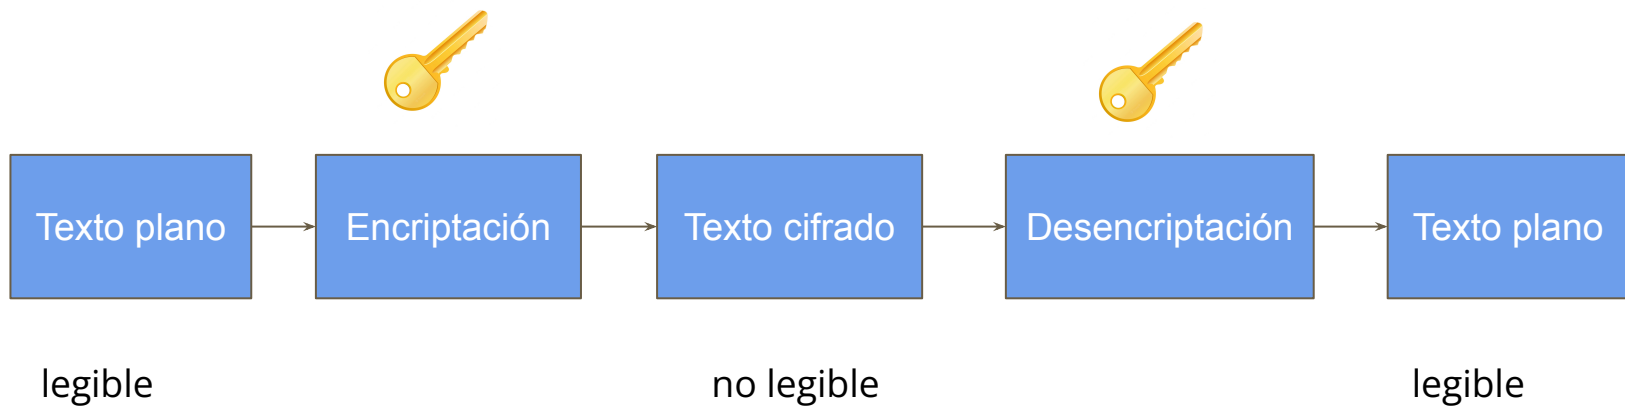 Texto plano
Encriptación
Texto cifrado
Desencriptación
Texto plano
legible
no legible
legible